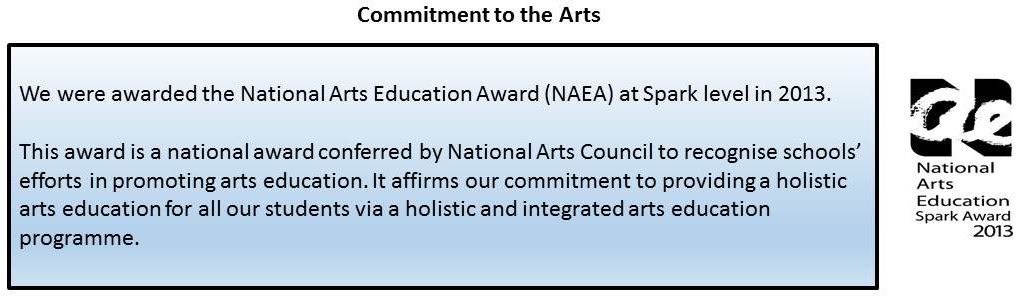 Commitment to the Arts
We were awarded the National Arts Education Award (NAEA) at Spark level in 2013.
This award is a national award conferred by National Arts Council to recognise schools’
efforts in promoting arts education. It affirms our commitment to providing a holistic
arts education for all our students via a holistic and integrated arts education
programme.
ae
National
Arts
Education
Spark Award
2013